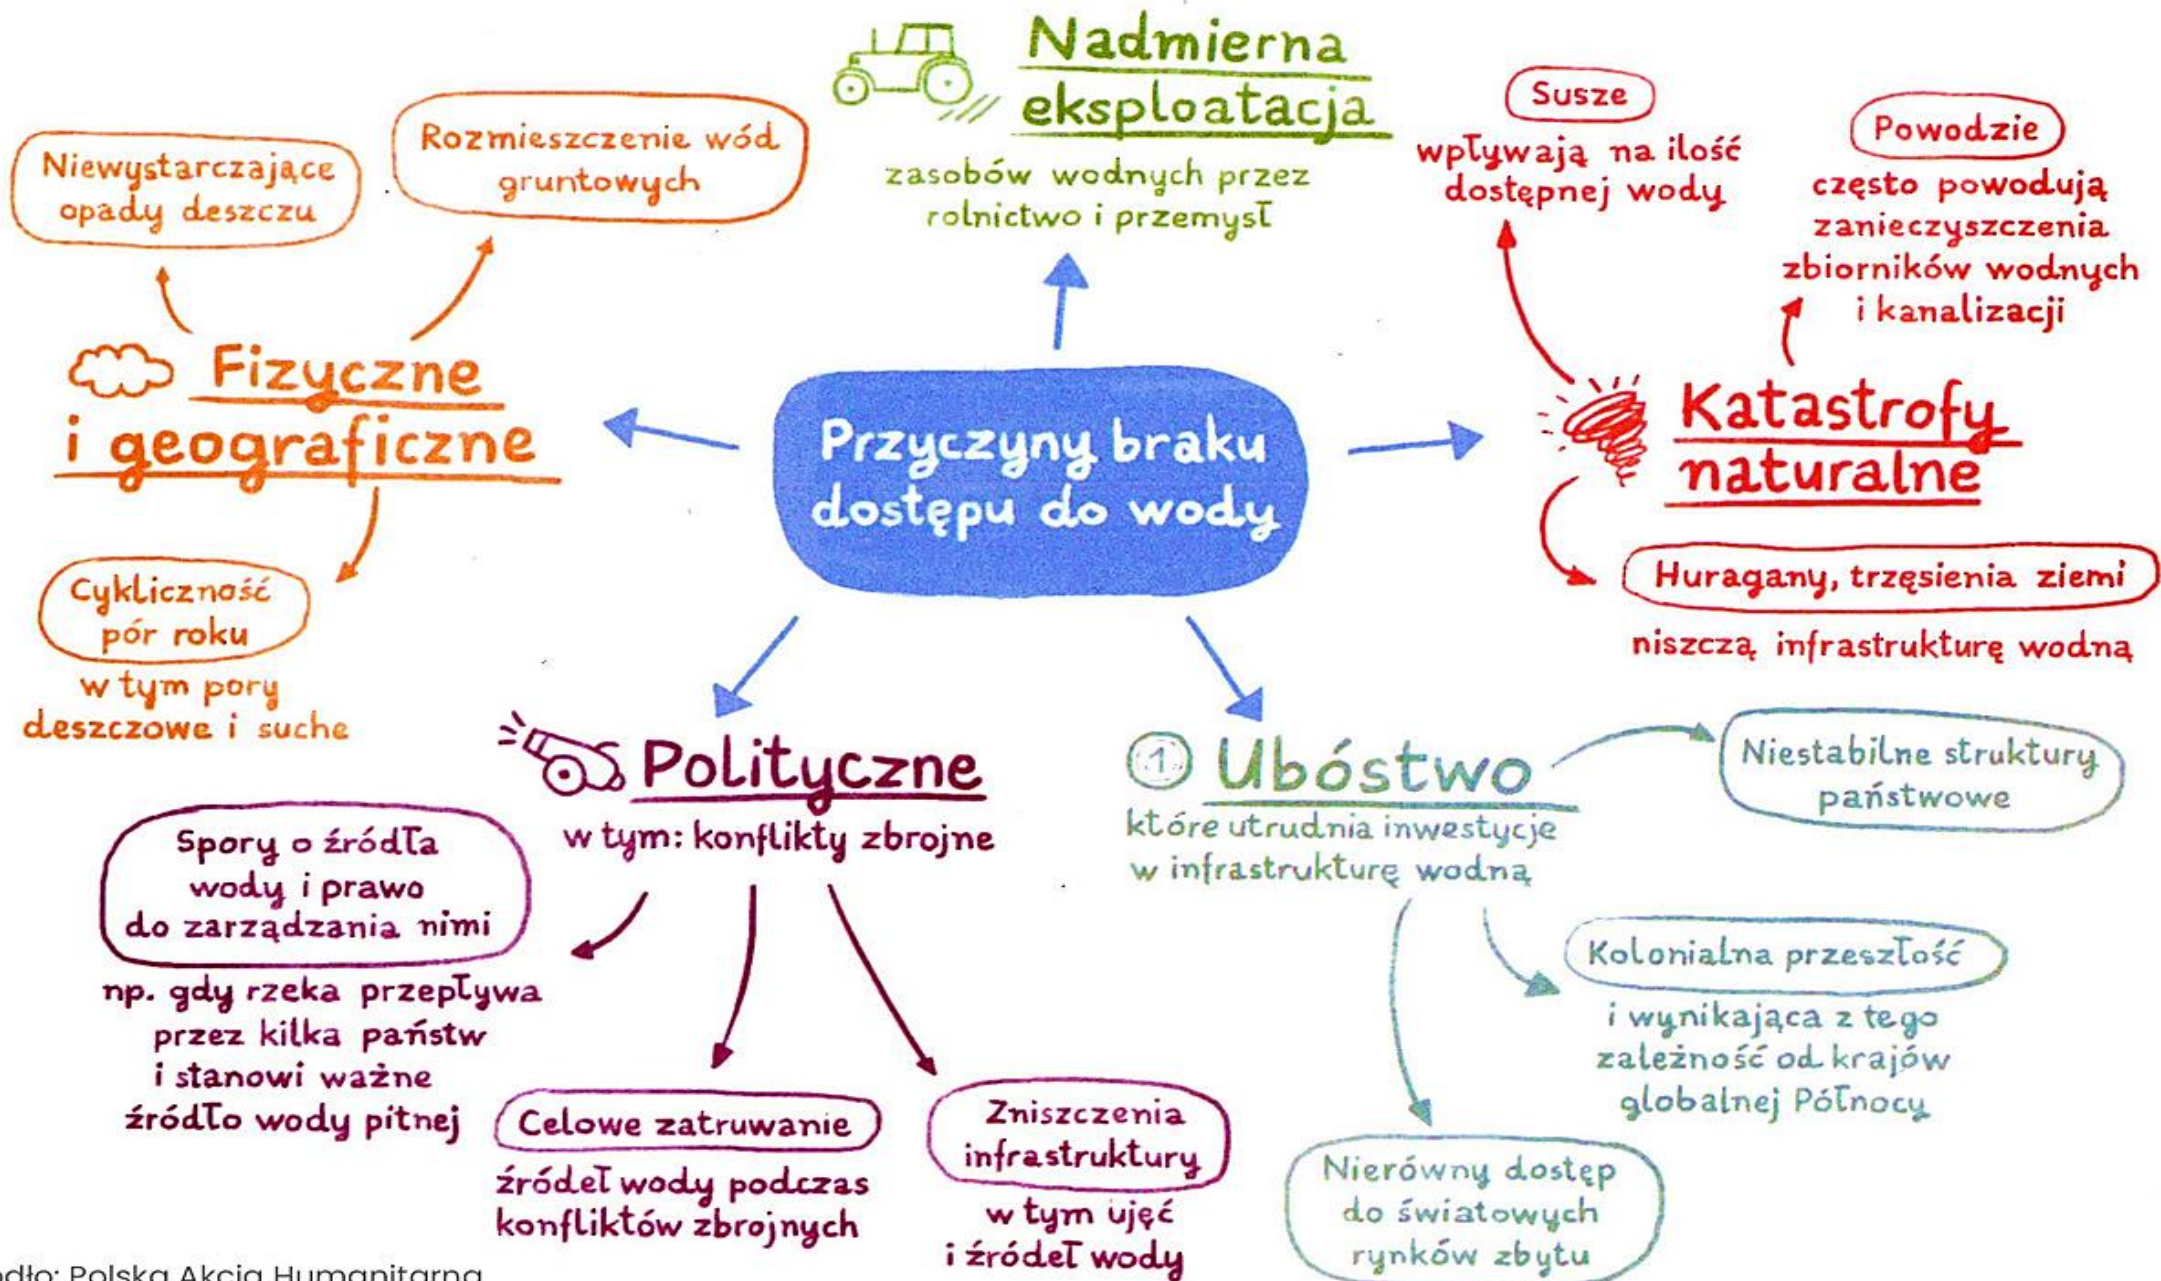 Nadmierna
eksploatacja
zasobów wodnych przez
rolnictwo i przemysł
Niewystarczające
opady deszczu
Rozmieszczenie wód
gruntowych
Fizyczne
i geograficzne
Cykliczność
pór roku
w tym pory
deszczowe i suche
Przyczyny braku
dostępu do wody
Susze
wpływają na ilość
dostępnej wody
Powodzie
często powodują
zanieczyszczenia
zbiorników wodnych
i kanalizacji
Katastrofy
naturalne
Huragany, trzęsienia ziemi
niszczą infrastrukturę wodną
Polityczne
w tym: konflikty zbrojne
Spory o źródła
wody i prawo
do zarządzania nimi
np. gdy rzeka przepływa
przez kilka państw
i stanowi ważne
źródło wody pitnej
Celowe zatruwanie
źródeł wody podczas
konfliktów zbrojnych
Zniszczenia
infrastruktury
w tym ujęć
i źródeł wody
1 Ubóstwo
które utrudnia inwestycje
w infrastrukturę wodną
Niestabilne struktury
państwowe
Kolonialna przeszłość
i wynikająca z tego
zależność od krajów
globalnej Północy
Nierówny dostęp
do światowych
rynków zbytu
Polska Akcja Humanitarna